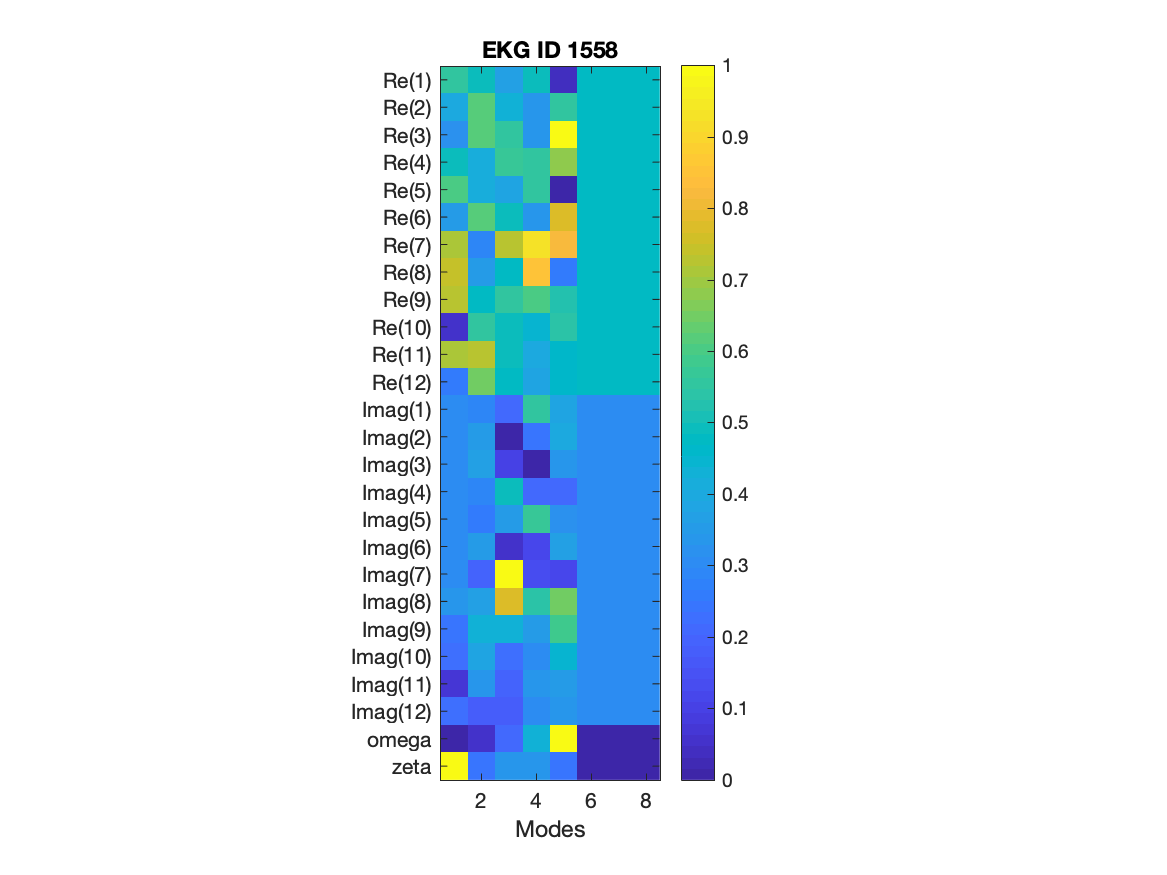 EKG ID 1558
Re(1)
Re(2)
Re(3)
Re(4)
Re(5)
Re(6)
Re(7)
Re(8)
Re(9)
Re(10)
Re(11)
Re(12)
Imag(1)
Imag(2)
Imag(3)
Imag(4)
Imag(5)
Imag(6)
Imag(7)
Imag(8)
Imag(9)
Imag(10)
Imag(11)
Imag(12)
omega
zeta
2 4 6 8
Modes
1
0.9
0.8
0.7
0.6
0.5
0.4
0.3
0.2
0.1
0